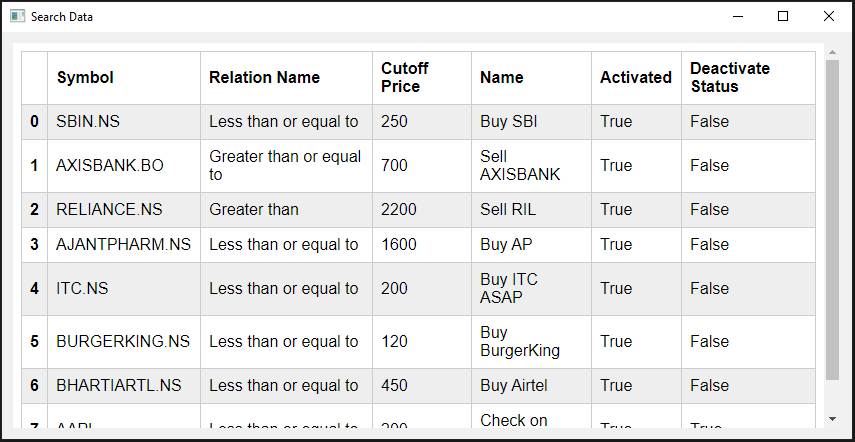 Search Data
Symbol Relation Name Cutoff Price Name Activated Deactivate Status
0 SBIN.NS Less than or equal to 250 Buy SBI True False
1 AXISBANK.BO Greater than or equal to 700 Sell AXISBANK True False
2 RELIANCE.NS Greater than 2200 Sell RIL True False
3 AJANTPHARM.NS Less than or equal to 1600 Buy AP True False
4 ITC.NS Less than or equal to 200 Buy ITC ASAP True False
5 BURGERKING.NS Less than or equal to 120 Buy BurgerKing True False
6 BHARTIARTL.NS Less than or equal to 450 Buy Airtel True False
7 AAPL Less than or equal to 200 Check on True True